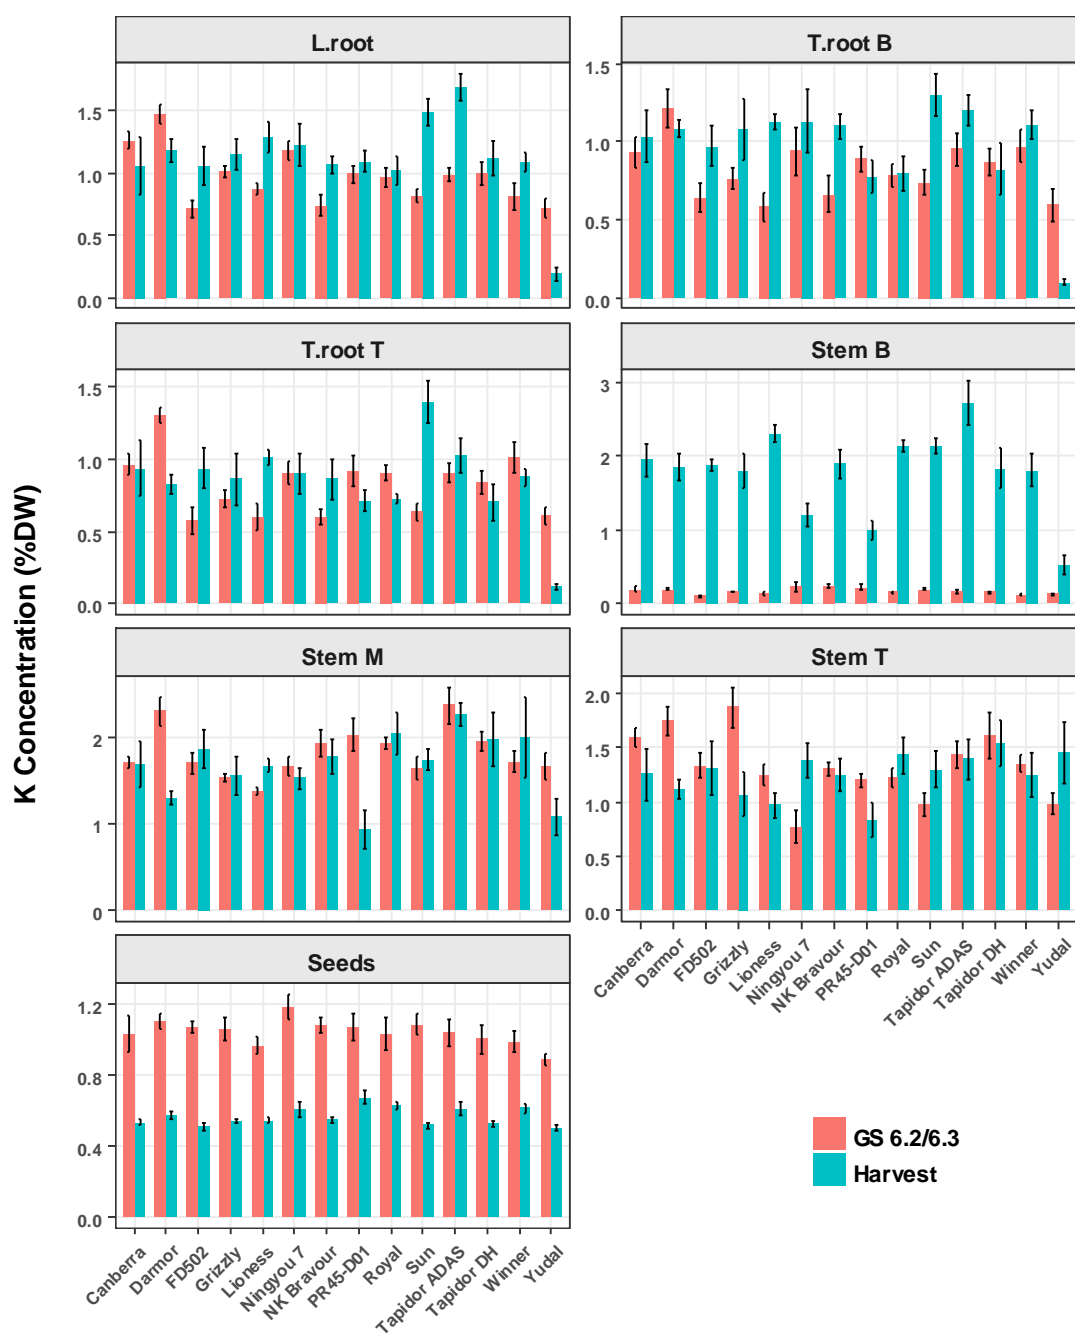 K Concentration (%DW)
L.root
1.5
1.0
0.5
0.0
T.root B
1.5
1.0
0.5
0.0
T.root T
1.5
1.0
0.5
0.0
Stem B
3
2
1
0
Stem M
2
1
0
Stem T
2.0
1.5
1.0
0.5
0.0
Canberra
Darmor
FD502
Grizzly
Lioness
Ningyou 7
NK Bravour
PR45-D01
Royal
Sun
Tapidor ADAS
Tapidor DH
Winner
Yudal
Seeds
1.2
0.8
0.4
0.0
Canberra
Darmor
FD502
Grizzly
Lioness
Ningyou 7
NK Bravour
PR45-D01
Royal
Sun
Tapidor ADAS
Tapidor DH
Winner
Yudal
GS 6.2/6.3
Harvest